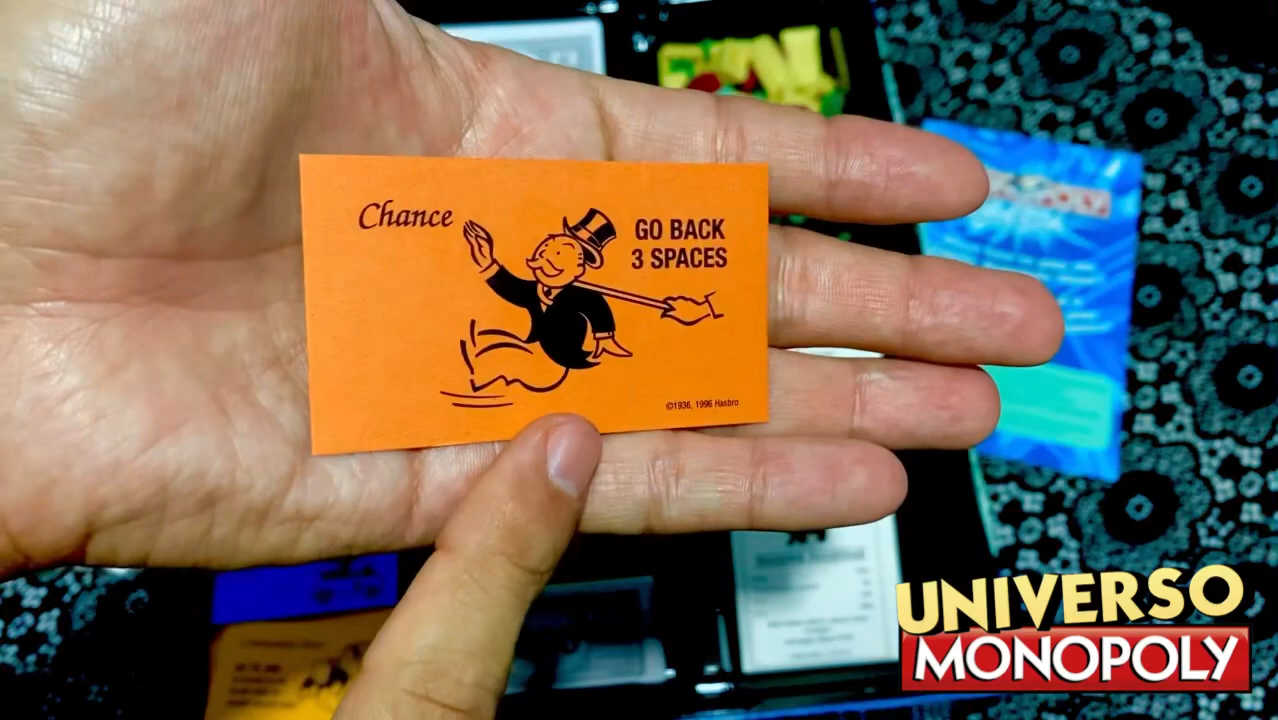 Chance
GO BACK
3 SPACES
©1936, 1996 Hasbro
UNIVERSO
MONOPOLY